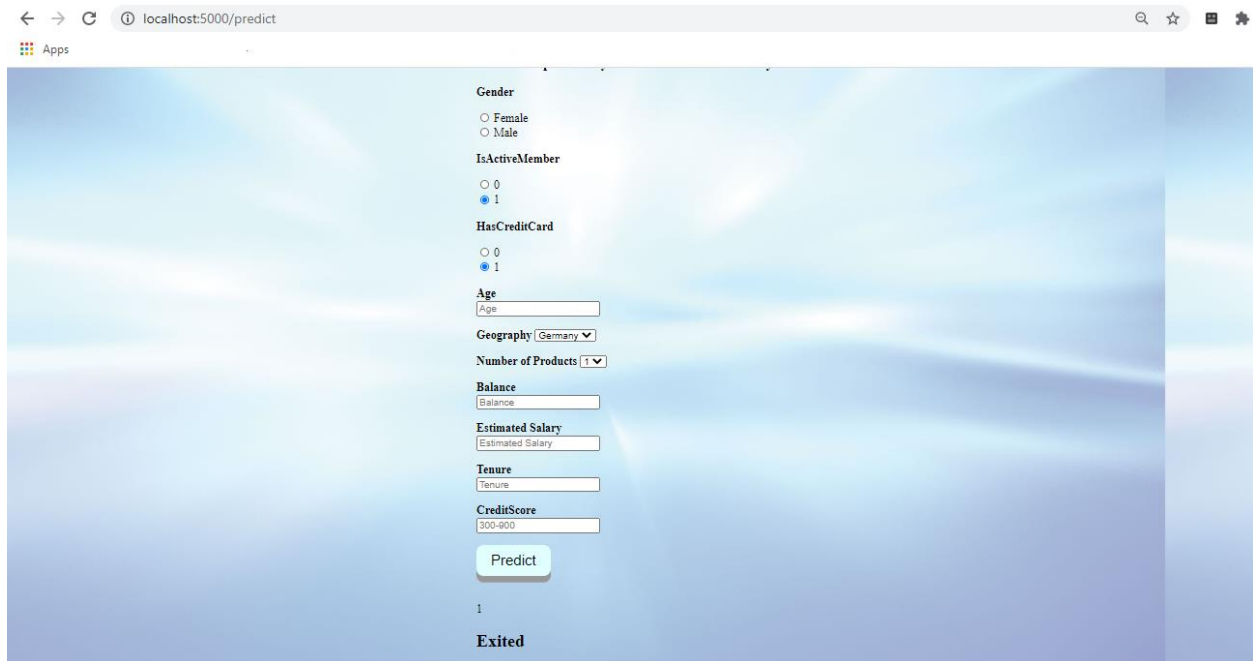 localhost:5000/predict
Apps
Gender
Female
Male
IsActiveMember
0
1
HasCreditCard
0
1
Age
Age
Geography Germany
Number of Products 1
Balance
Balance
Estimated Salary
Estimated Salary
Tenure
Tenure
CreditScore
300-900
Predict
1
Exited